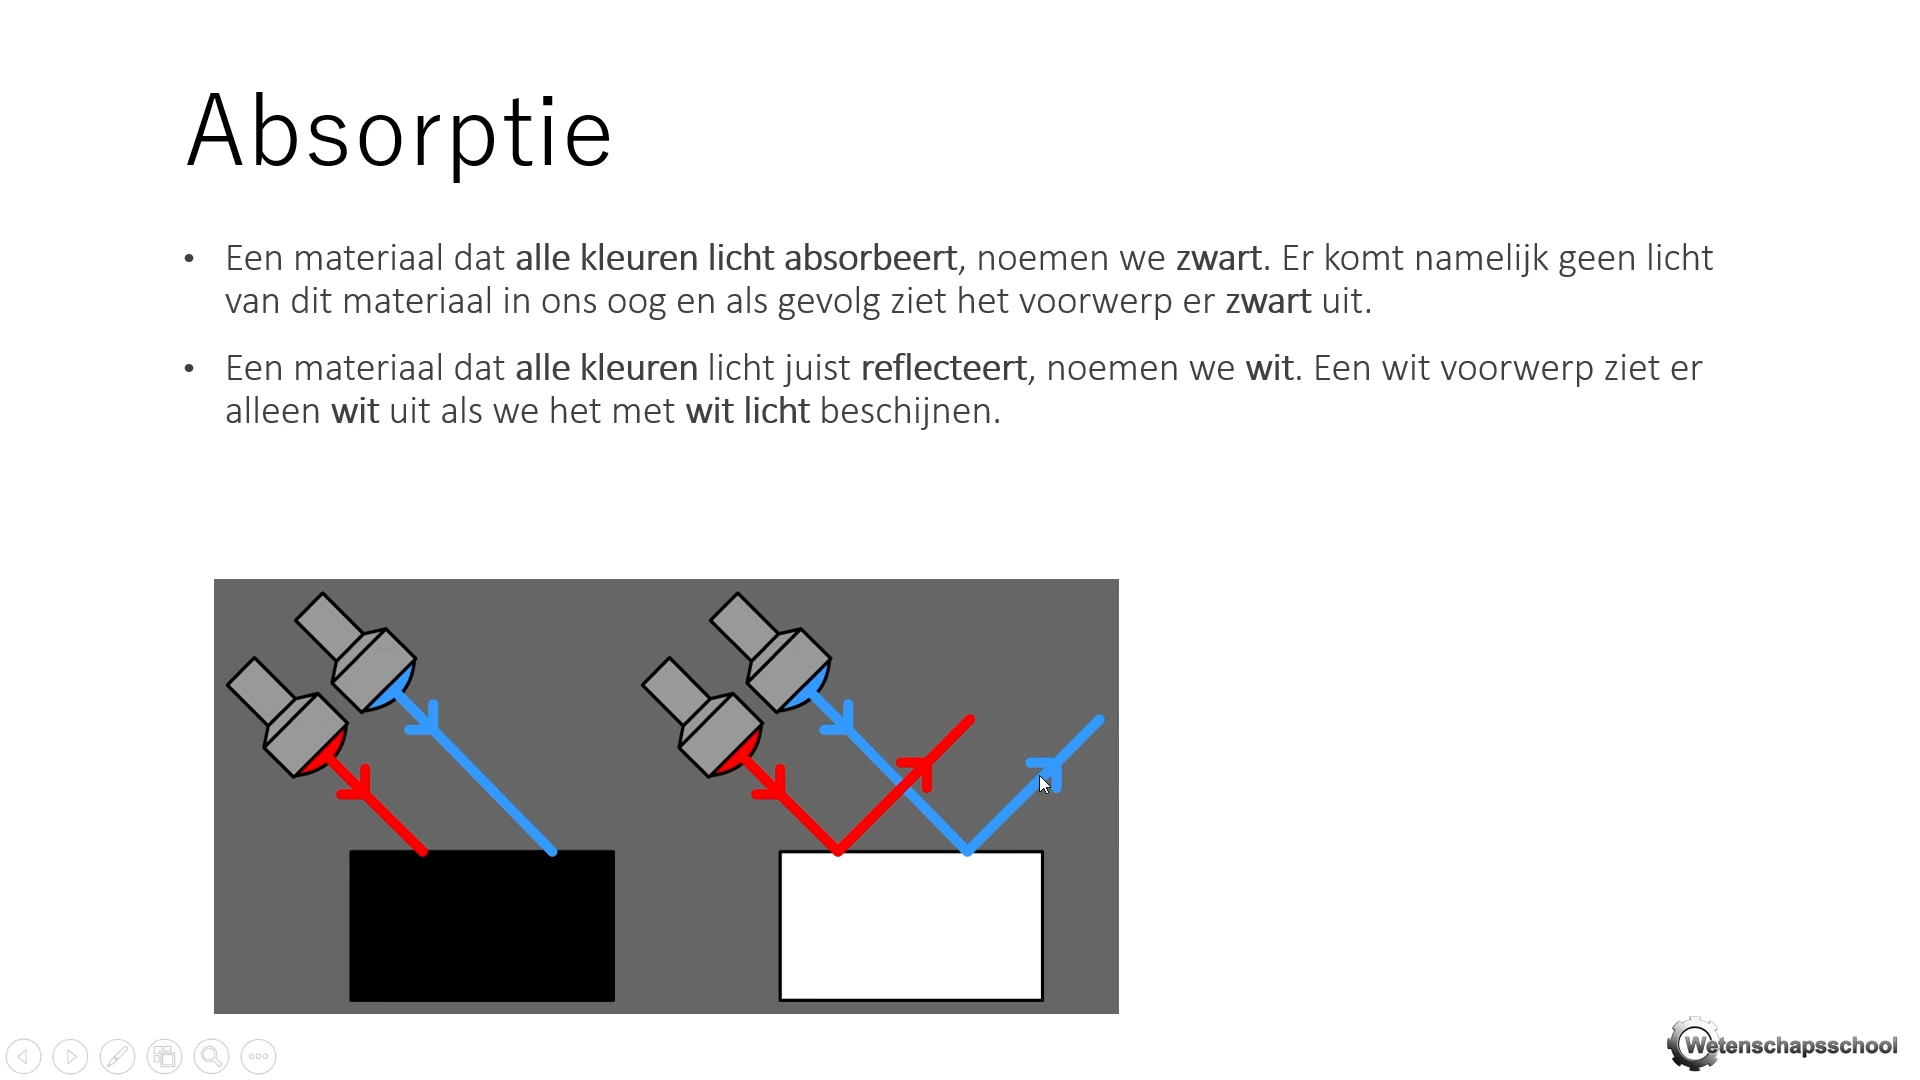 Absorptie
• Een materiaal dat alle kleuren licht absorbeert, noemen we zwart. Er komt namelijk geen licht
van dit materiaal in ons oog en als gevolg ziet het voorwerp er zwart uit.
• Een materiaal dat alle kleuren licht juist reflecteert, noemen we wit. Een wit voorwerp ziet er
alleen wit uit als we het met wit licht beschijnen.
Wetenschapsschool